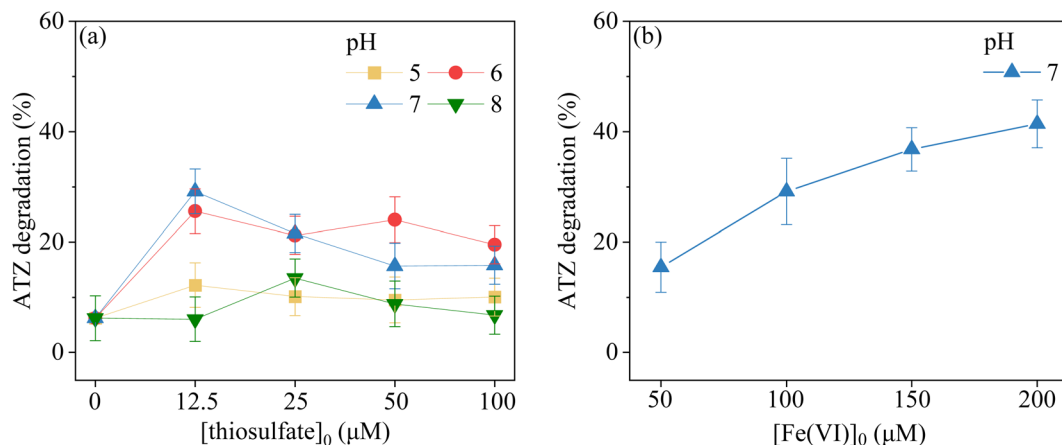 (a)
pH
5 6
7 8
60
40
20
0
ATZ degradation (%)
0 12.5 25 50 100
[thiosulfate]₀ (μM)
(b)
pH
7
60
40
20
0
ATZ degradation (%)
50 100 150 200
[Fe(VI)]₀ (μM)